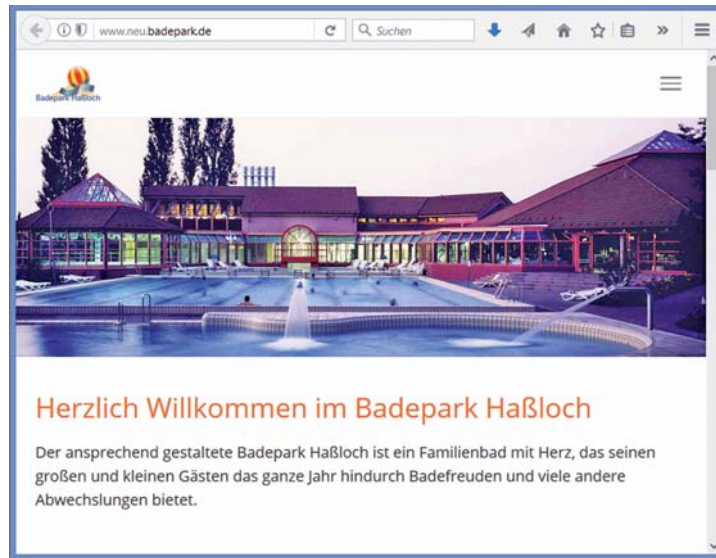 www.neu.badepark.de
Suchen
Badepark Haßloch
Herzlich Willkommen im Badepark Haßloch
Der ansprechend gestaltete Badepark Haßloch ist ein Familienbad mit Herz, das seinen
großen und kleinen Gästen das ganze Jahr hindurch Badefreuden und viele andere
Abwechslungen bietet.